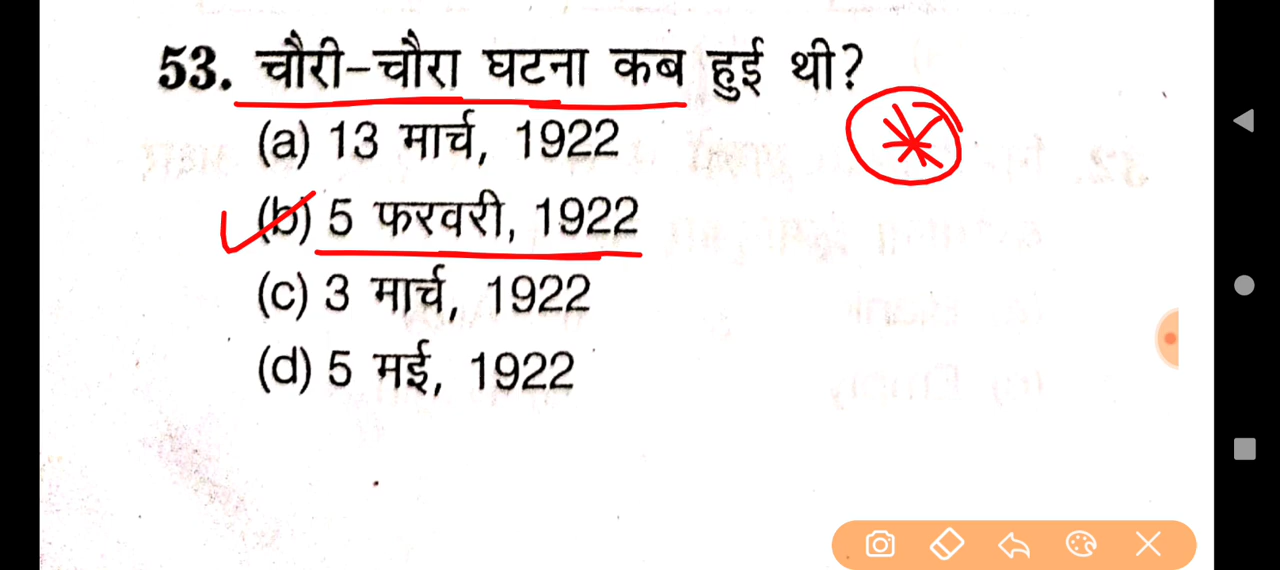 53. चौरी-चौरा घटना कब हुई थी?
(a) 13 मार्च, 1922
(b) 5 फरवरी, 1922
(c) 3 मार्च, 1922
(d) 5 मई, 1922